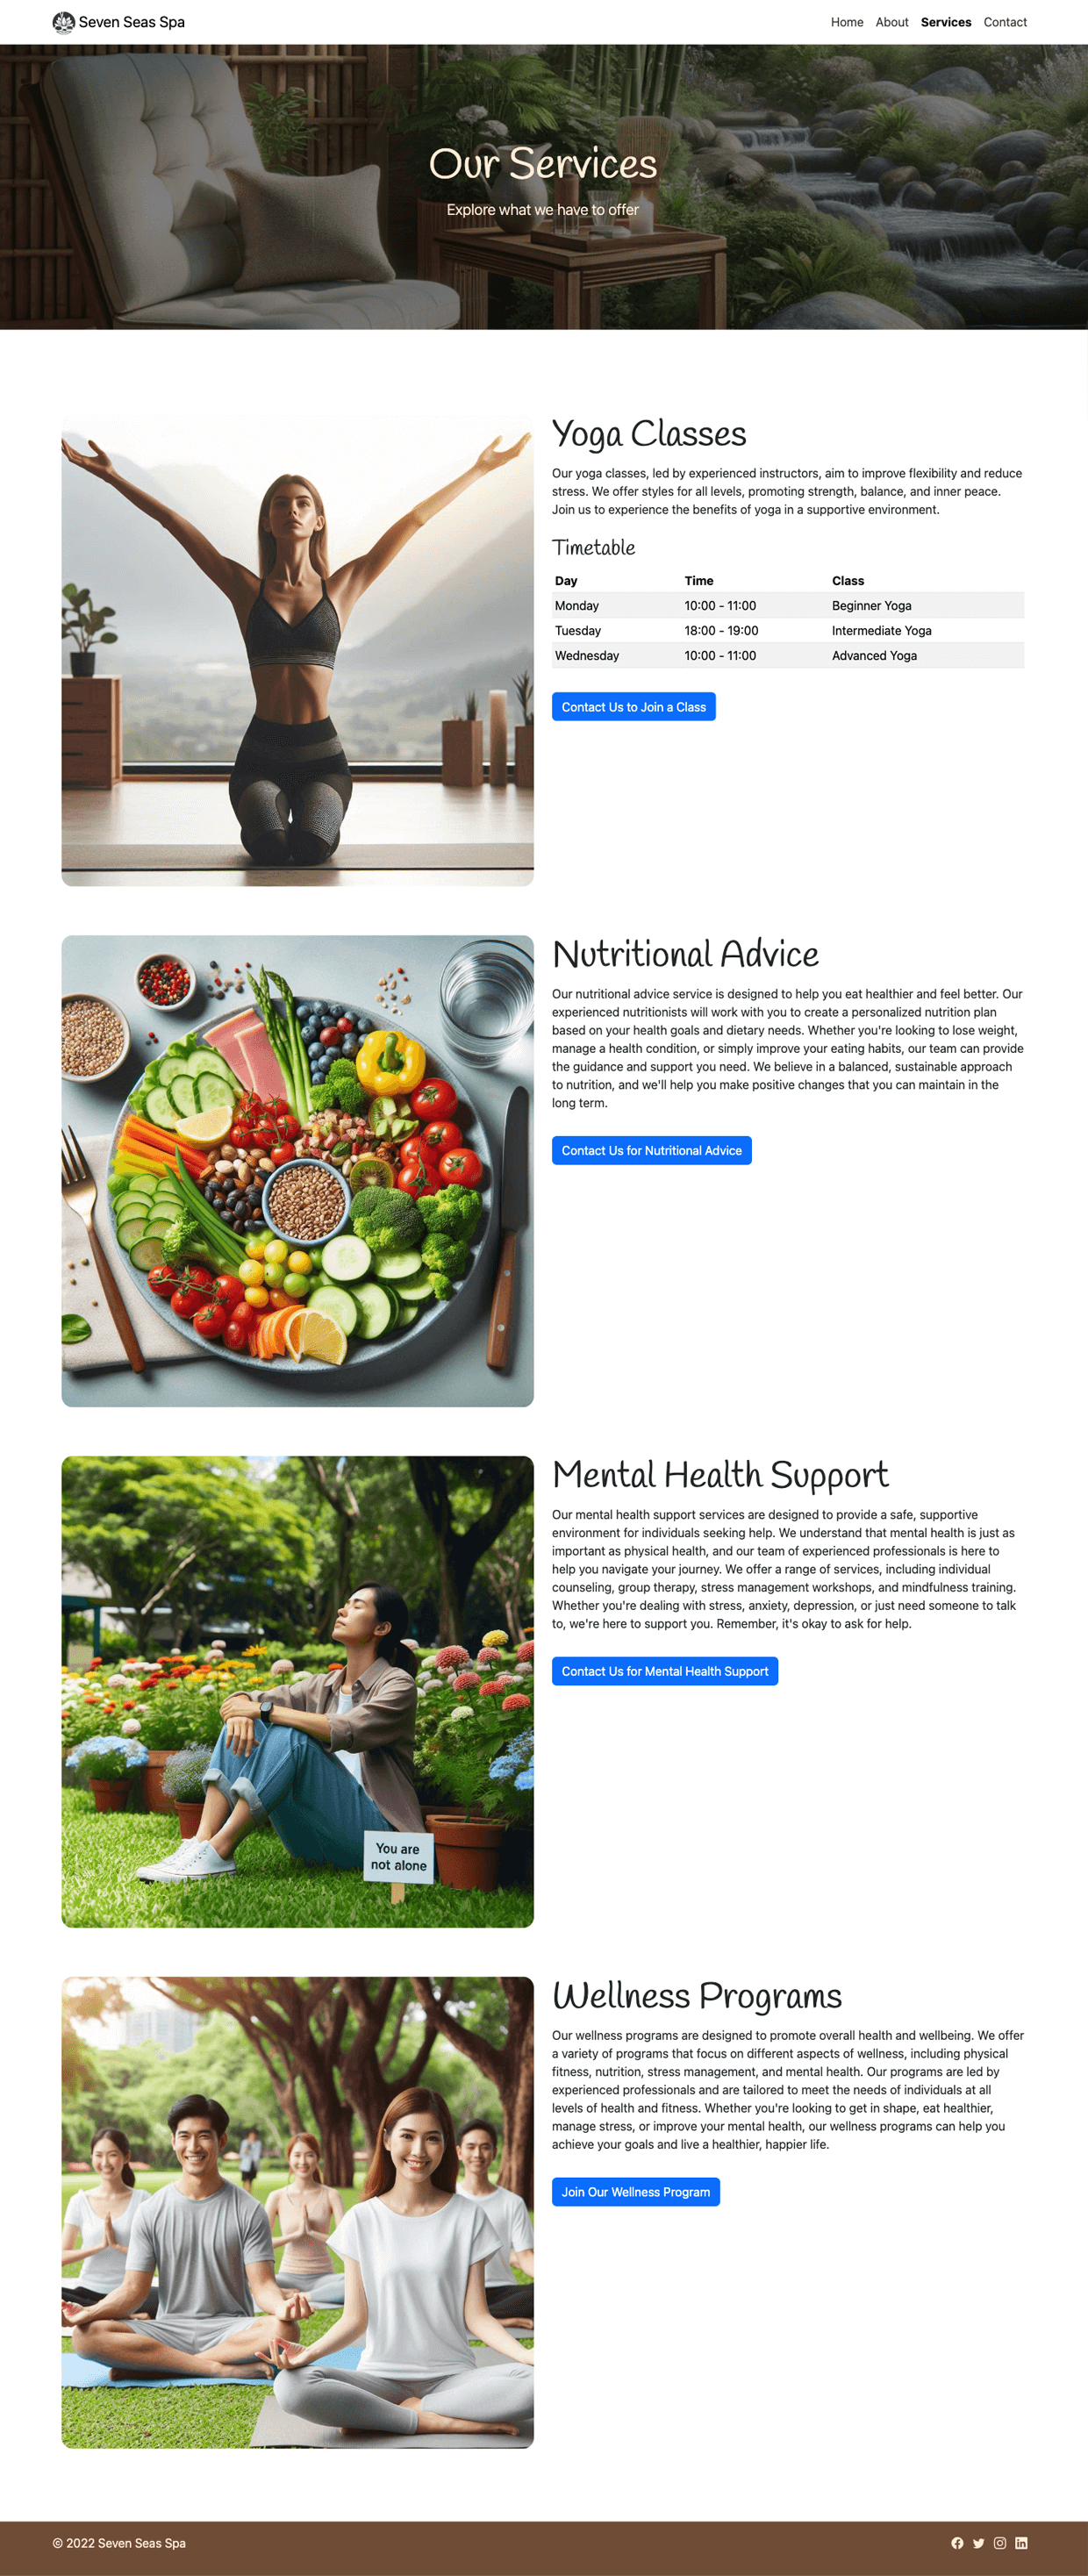 Seven Seas Spa
Home About Services Contact
Our Services
Explore what we have to offer
Yoga Classes
Our yoga classes, led by experienced instructors, aim to improve flexibility and reduce
stress. We offer styles for all levels, promoting strength, balance, and inner peace.
Join us to experience the benefits of yoga in a supportive environment.
Timetable
Day Time Class
Monday 10:00 - 11:00 Beginner Yoga
Tuesday 18:00 - 19:00 Intermediate Yoga
Wednesday 10:00 - 11:00 Advanced Yoga
Contact Us to Join a Class
Nutritional Advice
Our nutritional advice service is designed to help you eat healthier and feel better. Our
experienced nutritionists will work with you to create a personalized nutrition plan
based on your health goals and dietary needs. Whether you're looking to lose weight,
manage a health condition, or simply improve your eating habits, our team can provide
the guidance and support you need. We believe in a balanced, sustainable approach
to nutrition, and we'll help you make positive changes that you can maintain in the
long term.
Contact Us for Nutritional Advice
Mental Health Support
Our mental health support services are designed to provide a safe, supportive
environment for individuals seeking help. We understand that mental health is just as
important as physical health, and our team of experienced professionals is here to
help you navigate your journey. We offer a range of services, including individual
counseling, group therapy, stress management workshops, and mindfulness training.
Whether you're dealing with stress, anxiety, depression, or just need someone to talk
to, we're here to support you. Remember, it's okay to ask for help.
Contact Us for Mental Health Support
You are
not alone
Wellness Programs
Our wellness programs are designed to promote overall health and wellbeing. We offer
a variety of programs that focus on different aspects of wellness, including physical
fitness, nutrition, stress management, and mental health. Our programs are led by
experienced professionals and are tailored to meet the needs of individuals at all
levels of health and fitness. Whether you're looking to get in shape, eat healthier,
manage stress, or improve your mental health, our wellness programs can help you
achieve your goals and live a healthier, happier life.
Join Our Wellness Program
© 2022 Seven Seas Spa